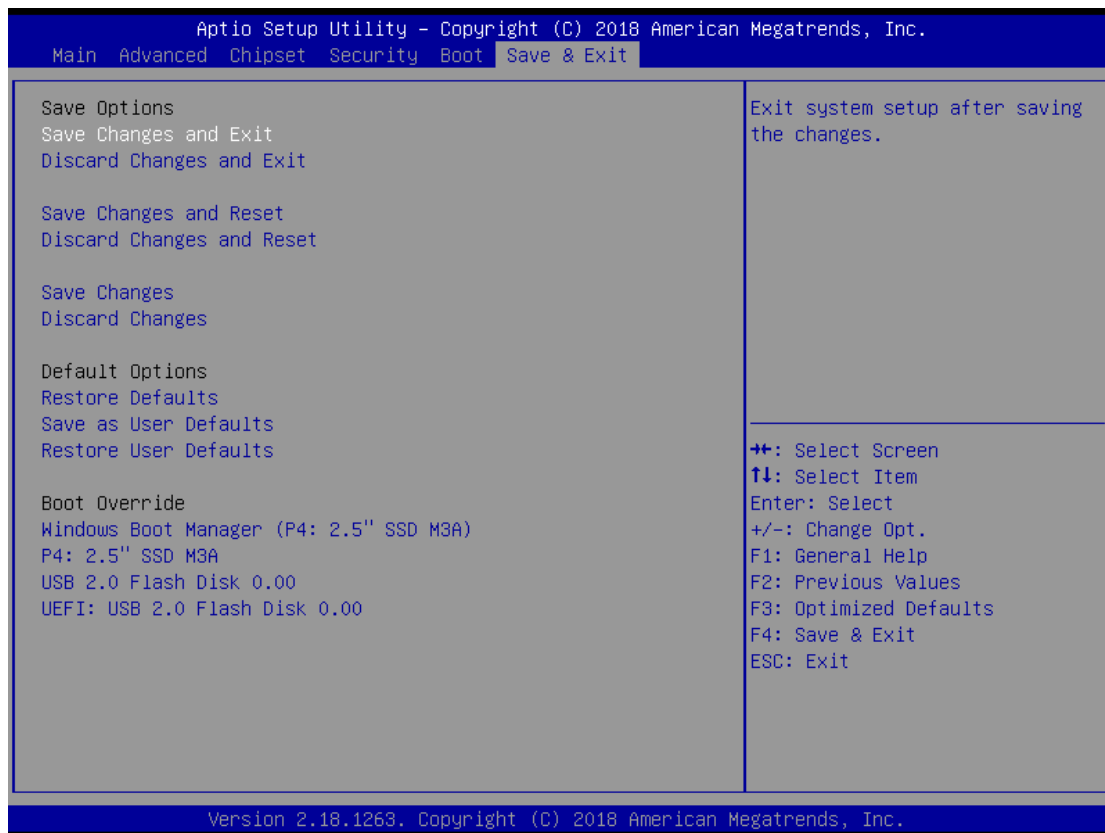 Aptio Setup Utility – Copyright (C) 2018 American Megatrends, Inc.
Main Advanced Chipset Security Boot Save & Exit
Save Options
Save Changes and Exit
Discard Changes and Exit
Save Changes and Reset
Discard Changes and Reset
Save Changes
Discard Changes
Default Options
Restore Defaults
Save as User Defaults
Restore User Defaults
Boot Override
Windows Boot Manager (P4: 2.5" SSD M3A)
P4: 2.5" SSD M3A
USB 2.0 Flash Disk 0.00
UEFI: USB 2.0 Flash Disk 0.00
Exit system setup after saving
the changes.
→←: Select Screen
↑↓: Select Item
Enter: Select
+/-: Change Opt.
F1: General Help
F2: Previous Values
F3: Optimized Defaults
F4: Save & Exit
ESC: Exit
Version 2.18.1263. Copyright (C) 2018 American Megatrends, Inc.